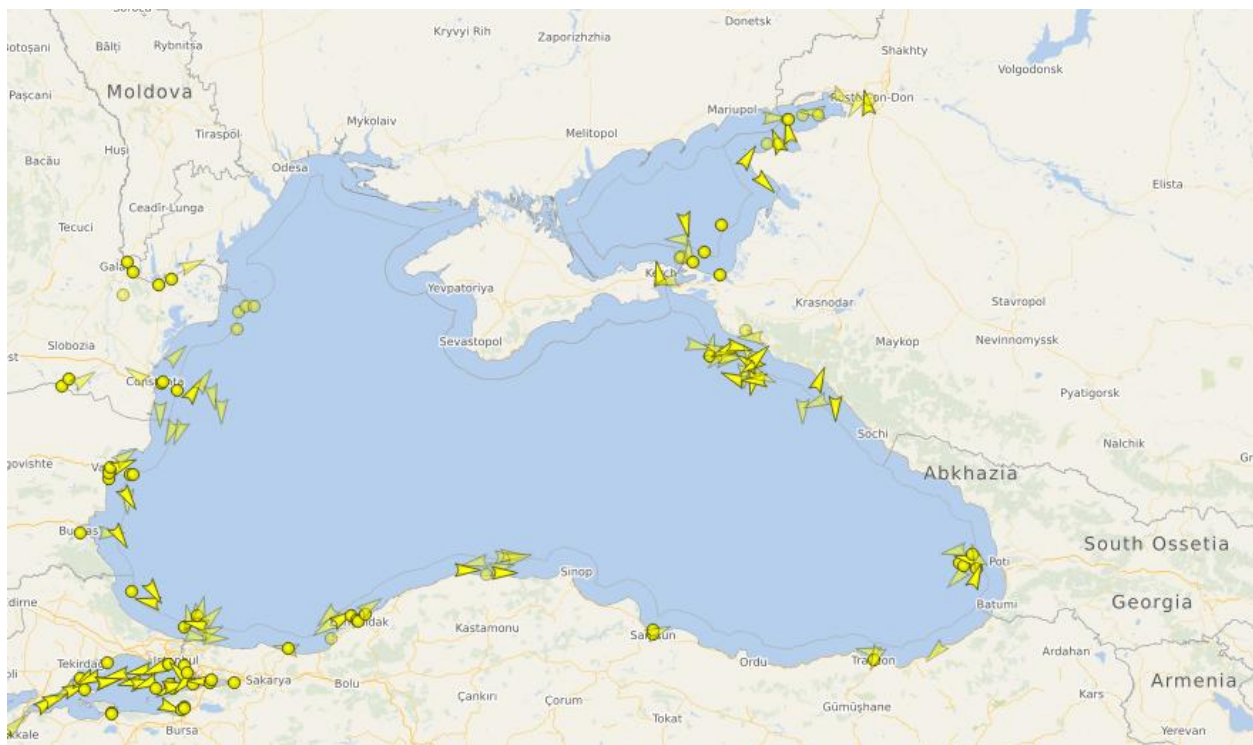 Donetsk
Kryvyi Rih
Zaporizhzhia
Shakhty
Bălți
Rybnitsa
Volgodonsk
Moldova
Pașcani
Mariupol
Mykolaiv
Tiraspol
Melitopol
Huși
Bacău
Odesa
Elista
Ceadîr-Lunga
Tecuci
Yevpatoriya
Krasnodar
Stavropol
Sevastopol
Slobozia
Maykop
Nevinnomyssk
Pyatigorsk
Sochi
Nalchik
Abkhazia
South Ossetia
Poti
Sinop
Batumi
Georgia
Kastamonu
Ordu
Ardahan
Tekirdağ
Sakarya
Bolu
Armenia
Çankırı
Çorum
Kars
Gümüşhane
Tokat
Bursa
Yerevan